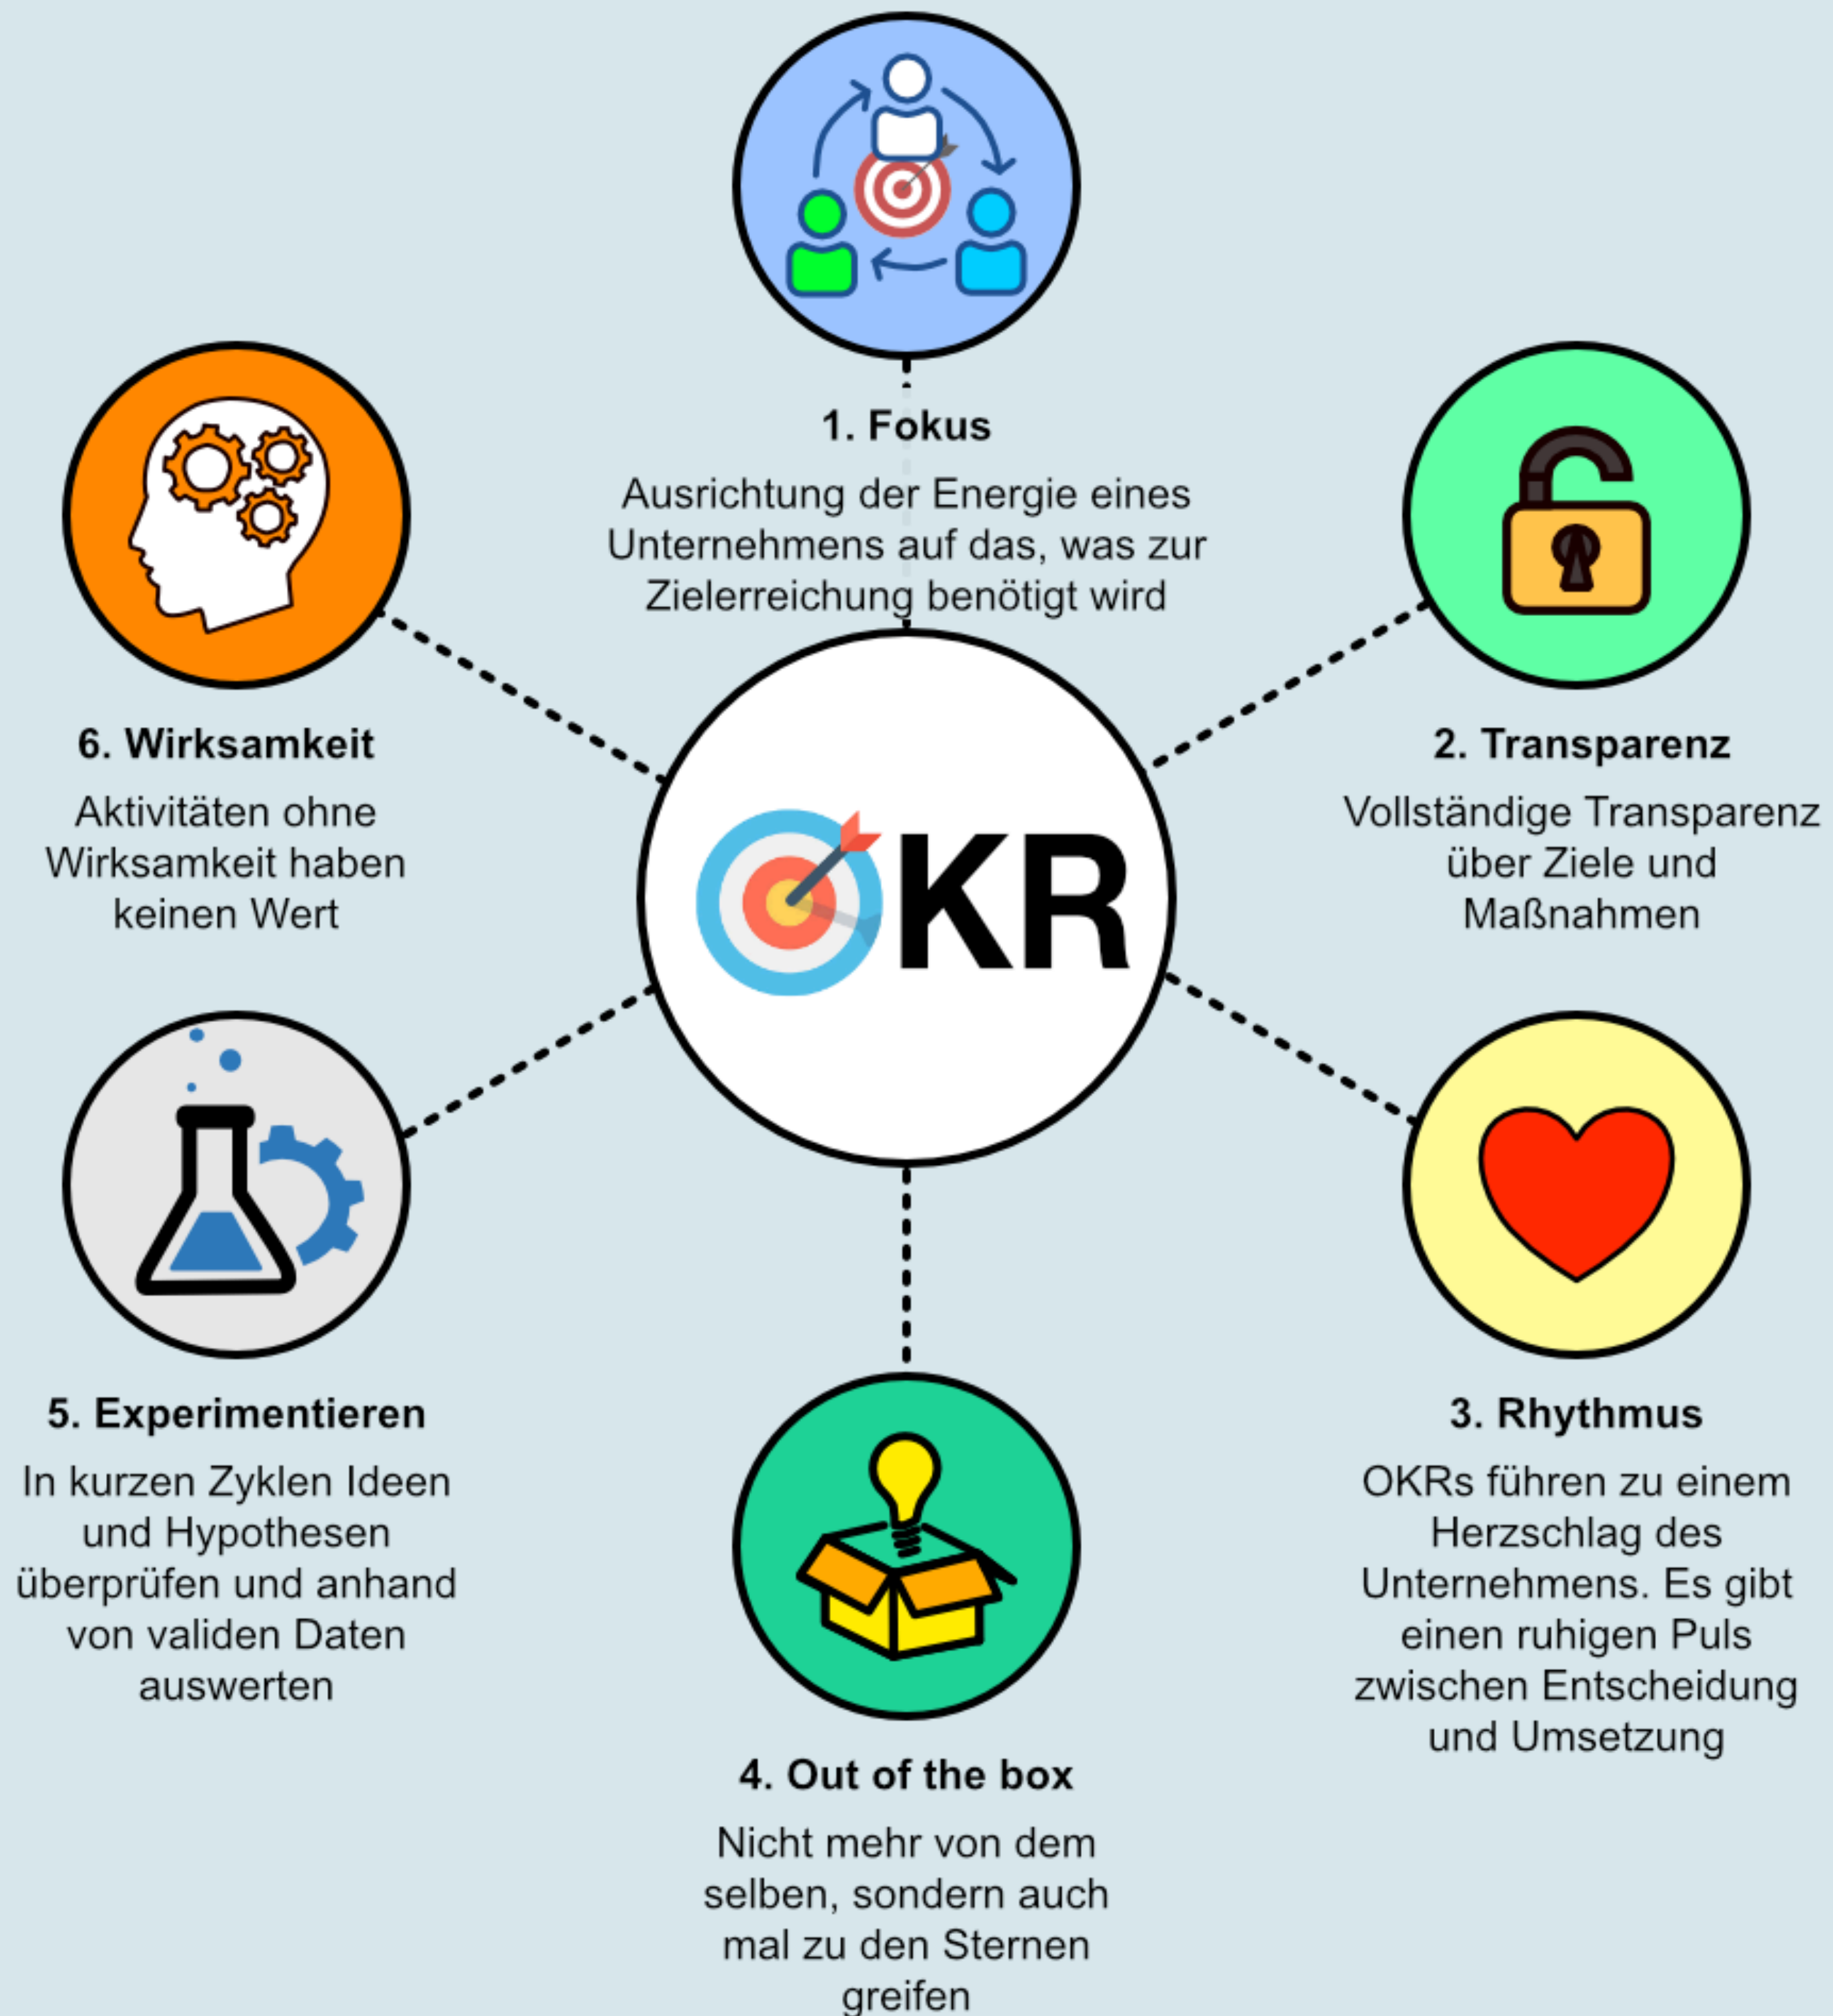 1. Fokus
Ausrichtung der Energie eines
Unternehmens auf das, was zur
Zielerreichung benötigt wird
2. Transparenz
Vollständige Transparenz
über Ziele und
Maßnahmen
3. Rhythmus
OKRs führen zu einem
Herzschlag des
Unternehmens. Es gibt
einen ruhigen Puls
zwischen Entscheidung
und Umsetzung
4. Out of the box
Nicht mehr von dem
selben, sondern auch
mal zu den Sternen
greifen
5. Experimentieren
In kurzen Zyklen Ideen
und Hypothesen
überprüfen und anhand
von validen Daten
auswerten
6. Wirksamkeit
Aktivitäten ohne
Wirksamkeit haben
keinen Wert
OKR